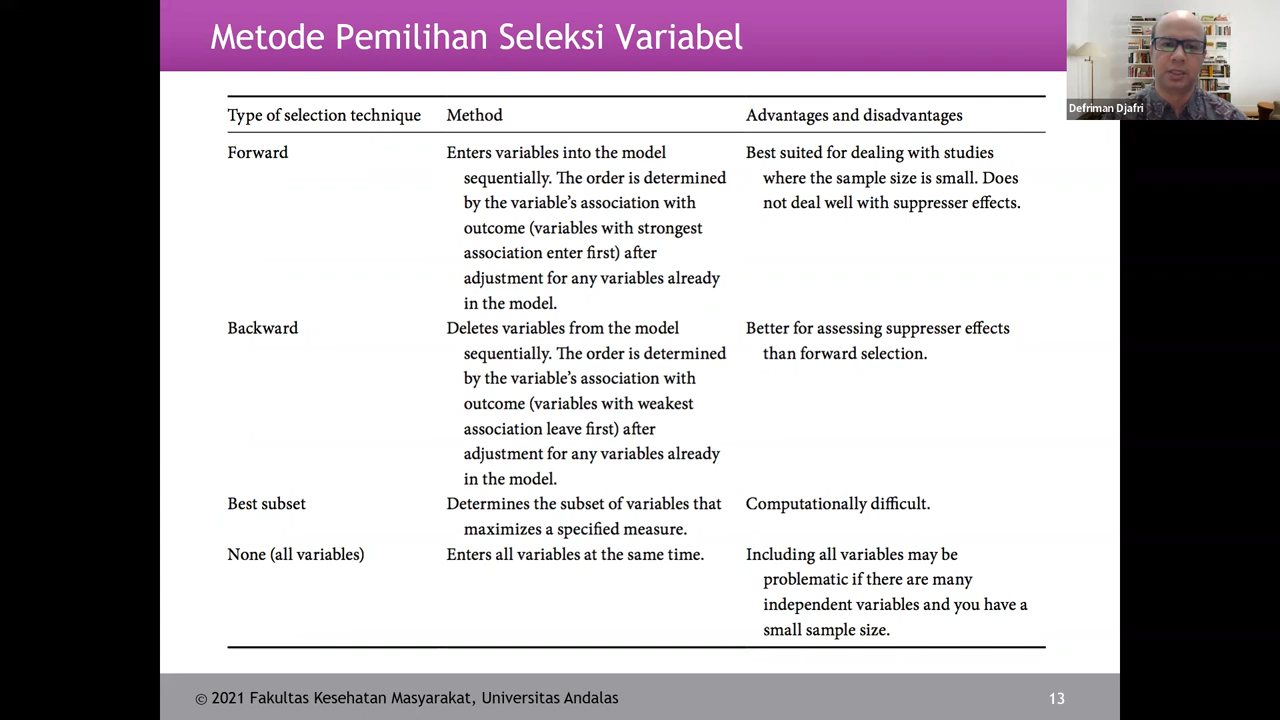 Metode Pemilihan Seleksi Variabel
Defriman Djafri
Type of selection technique Method Advantages and disadvantages
Forward Enters variables into the model Best suited for dealing with studies
sequentially. The order is determined where the sample size is small. Does
by the variable's association with not deal well with suppresser effects.
outcome (variables with strongest
association enter first) after
adjustment for any variables already
in the model.
Backward Deletes variables from the model Better for assessing suppresser effects
sequentially. The order is determined than forward selection.
by the variable's association with
outcome (variables with weakest
association leave first) after
adjustment for any variables already
in the model.
Best subset Determines the subset of variables that Computationally difficult.
maximizes a specified measure.
None (all variables) Enters all variables at the same time. Including all variables may be
problematic if there are many
independent variables and you have a
small sample size.
© 2021 Fakultas Kesehatan Masyarakat, Universitas Andalas 13